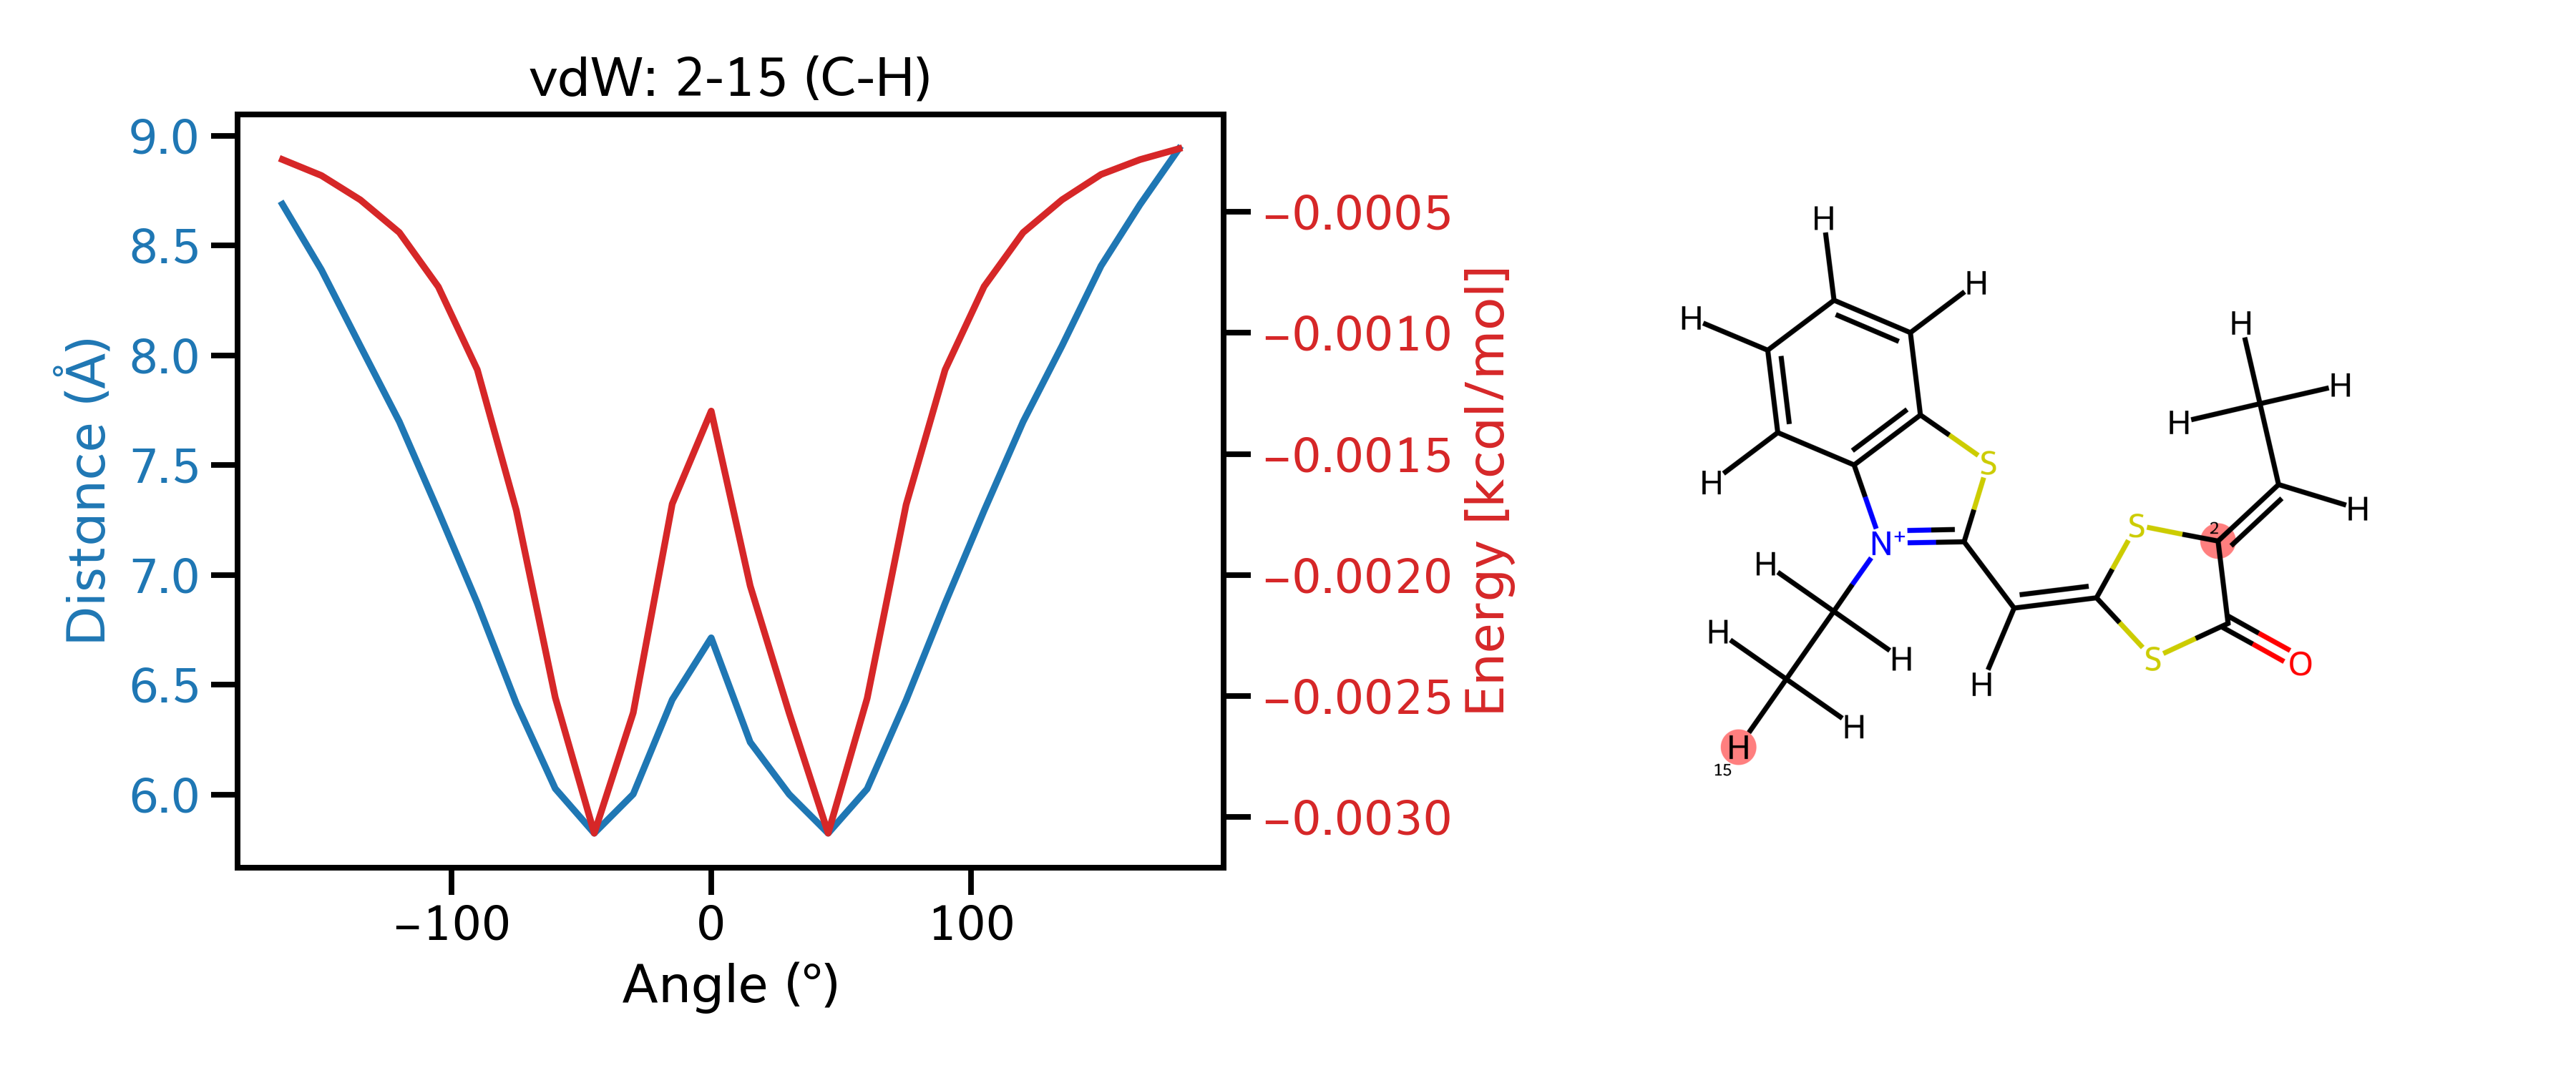 vdW: 2-15 (C-H)
9.0
8.5
8.0
7.5
7.0
6.5
6.0
Distance (Å)
−100
0
100
Angle (°)
−0.0005
−0.0010
−0.0015
−0.0020
−0.0025
−0.0030
Energy [kcal/mol]
H
H
H
H
H
H
H
S
H
S
2
H
N+
H
H
H
S
O
H
H
H
15